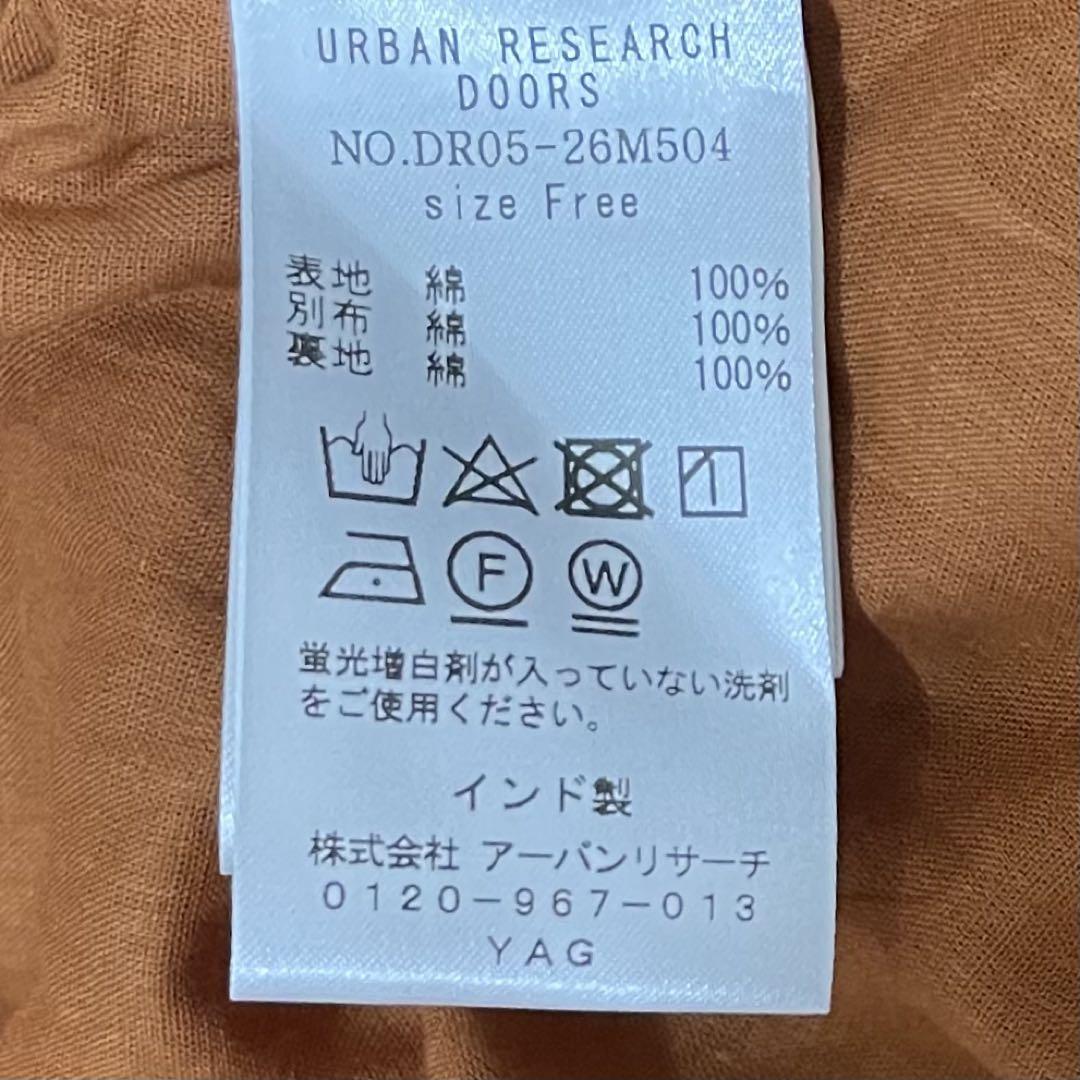 URBAN RESEARCH
DOORS
NO.DR05-26M504
size Free
表地 綿 100%
別布 綿 100%
裏地 綿 100%
F W
蛍光増白剤が入っていない洗剤
をご使用ください。
インド製
株式会社 アーバンリサーチ
0120-967-013
YAG